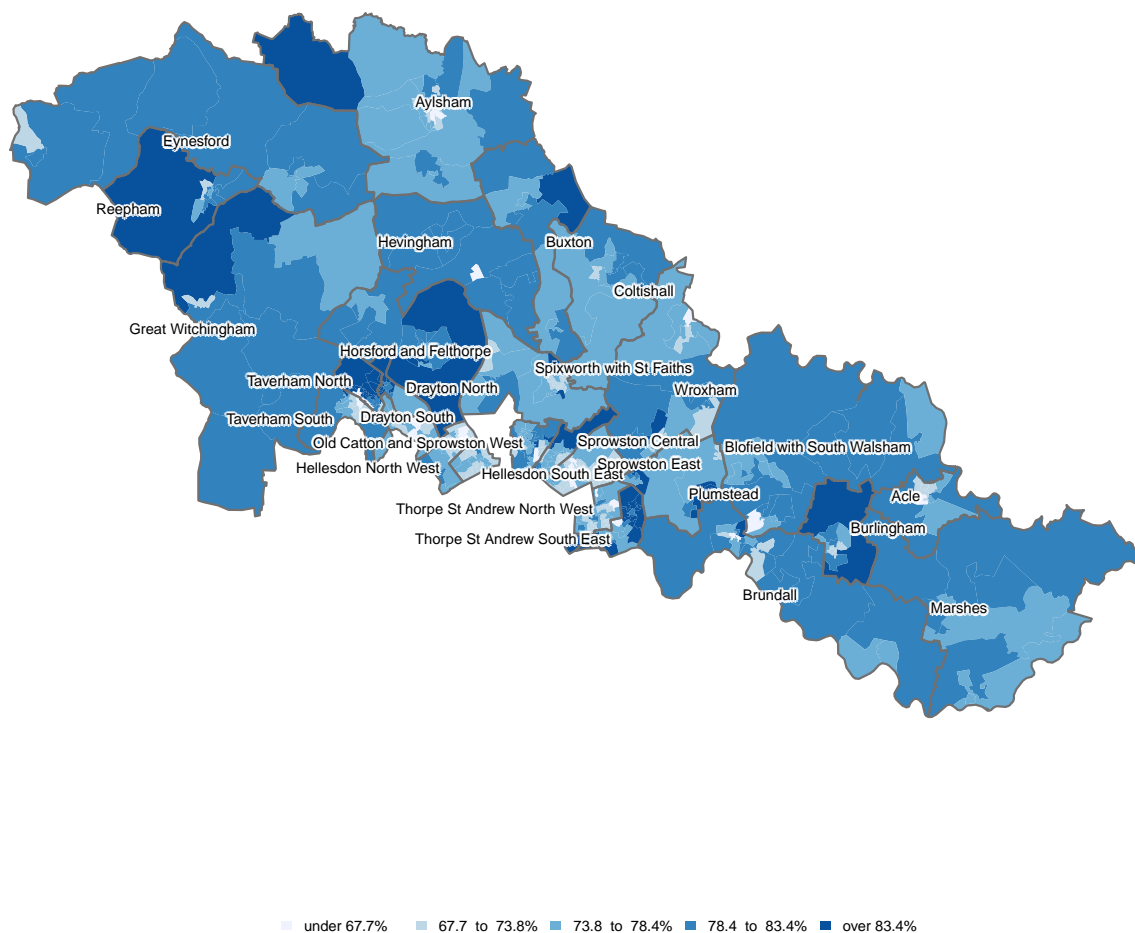 Aylsham
Eynesford
Reepham
Hevingham
Buxton
Coltishall
Great Witchingham
Horsford and Felthorpe
Spixworth with St Faiths
Taverham North
Drayton North
Wroxham
Taverham South
Drayton South
Old Catton and Sprowston West
Sprowston Central
Blofield with South Walsham
Hellesdon North West
Hellesdon South East
Sprowston East
Plumstead
Acle
Thorpe St Andrew North West
Burlingham
Thorpe St Andrew South East
Brundall
Marshes
under 67.7% 67.7 to 73.8% 73.8 to 78.4% 78.4 to 83.4% over 83.4%